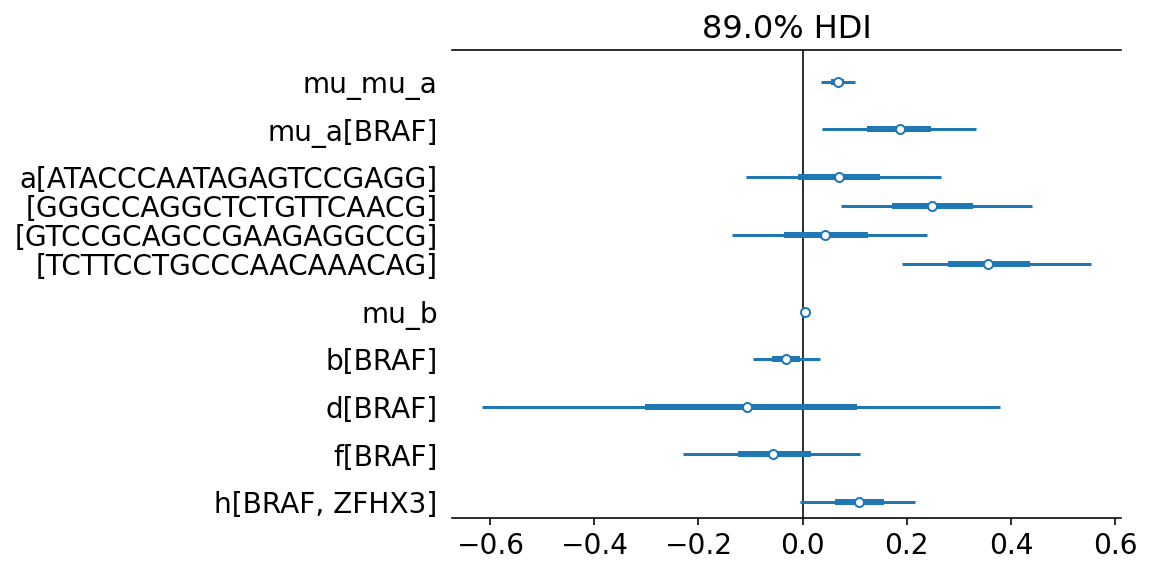 89.0% HDI
mu_mu_a
mu_a[BRAF]
a[ATACCCAATAGAGTCCGAGG]
[GGGCCAGGCTCTGTTCAACG]
[GTCCGCAGCCGAAGAGGCCG]
[TCTTCCTGCCCAACAAACAG]
mu_b
b[BRAF]
d[BRAF]
f[BRAF]
h[BRAF, ZFHX3]
−0.6 −0.4 −0.2 0.0 0.2 0.4 0.6